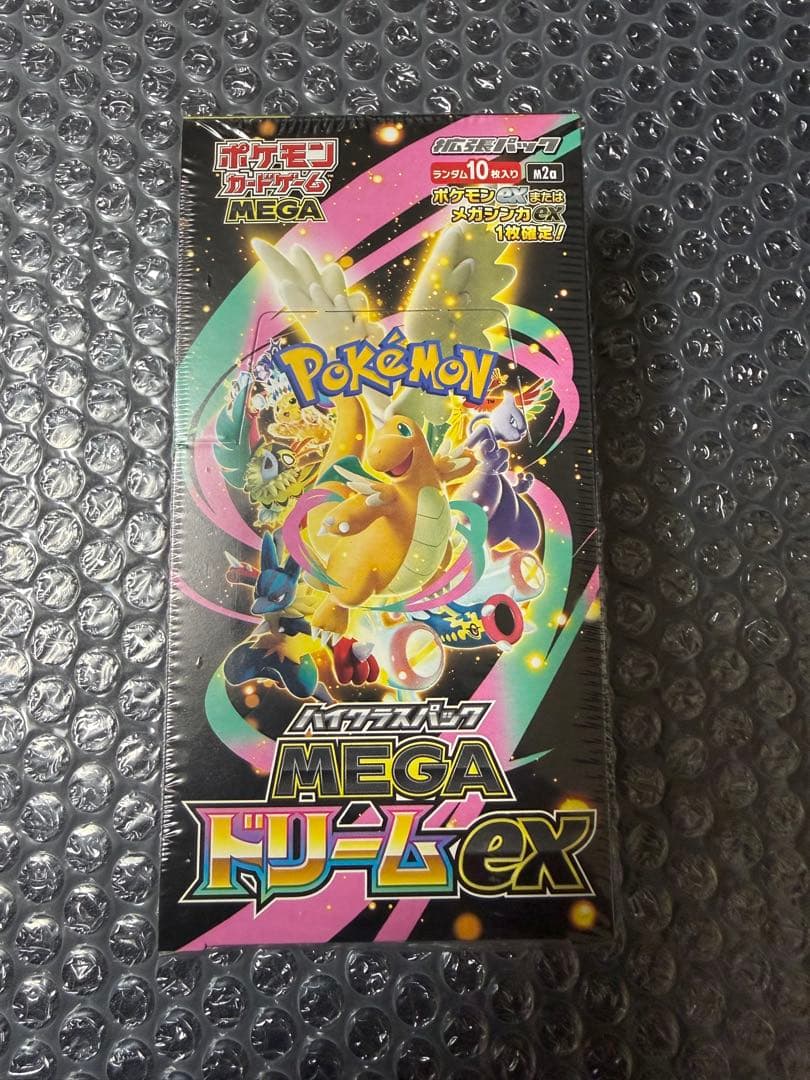 ポケモン
カードゲーム
MEGA
拡張パック
ランダム10枚入り
m2a
ポケモンexまたは
メガシンカex
1枚確定!
POKéMON
ハイクラスパック
MEGA
ドリームex